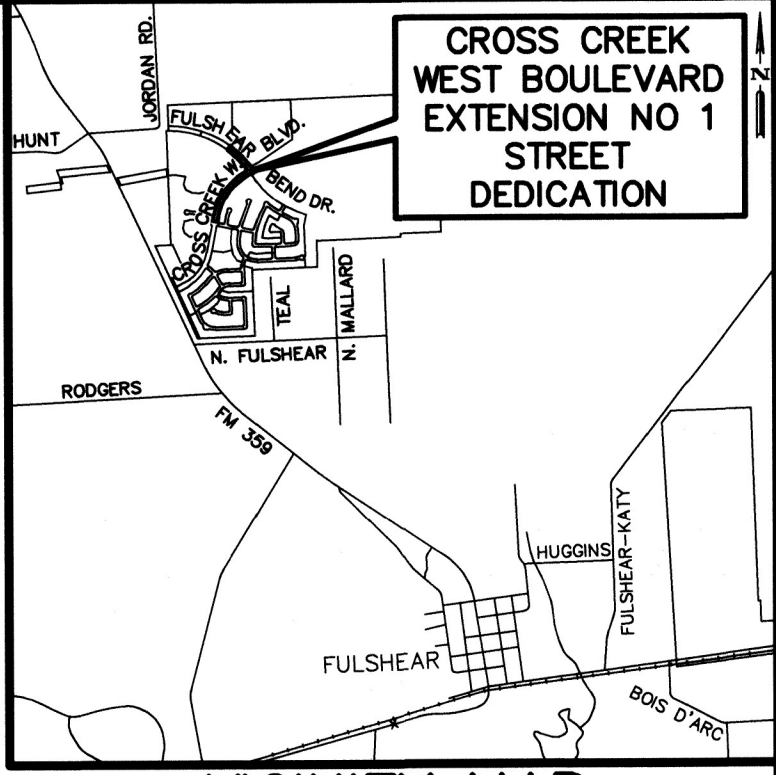 CROSS CREEK
WEST BOULEVARD
EXTENSION NO 1
STREET
DEDICATION
N
JORDAN RD.
HUNT
FULSHEAR
BEND DR.
CROSS CREEK W. BLVD.
TEAL
N. MALLARD
N. FULSHEAR
RODGERS
FM 359
HUGGINS
FULSHEAR-KATY
FULSHEAR
BOIS D'ARC